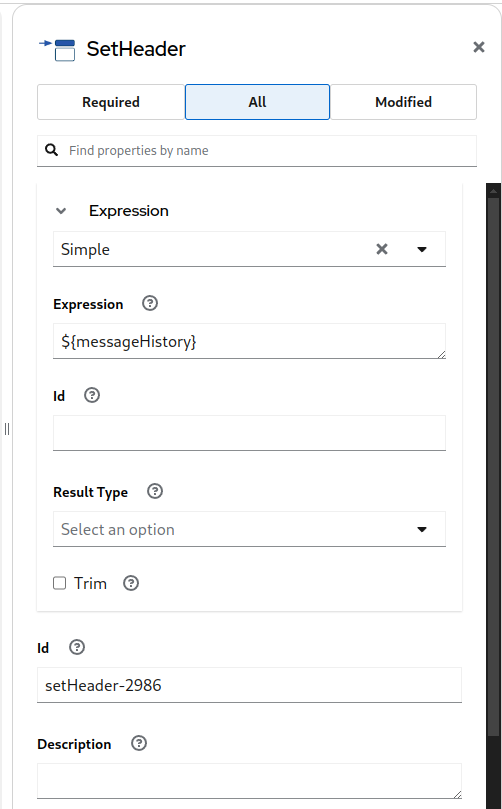 SetHeader
Required All Modified
Find properties by name
Expression
Simple
Expression
${messageHistory}
Id
Result Type
Select an option
Trim
Id
setHeader-2986
Description